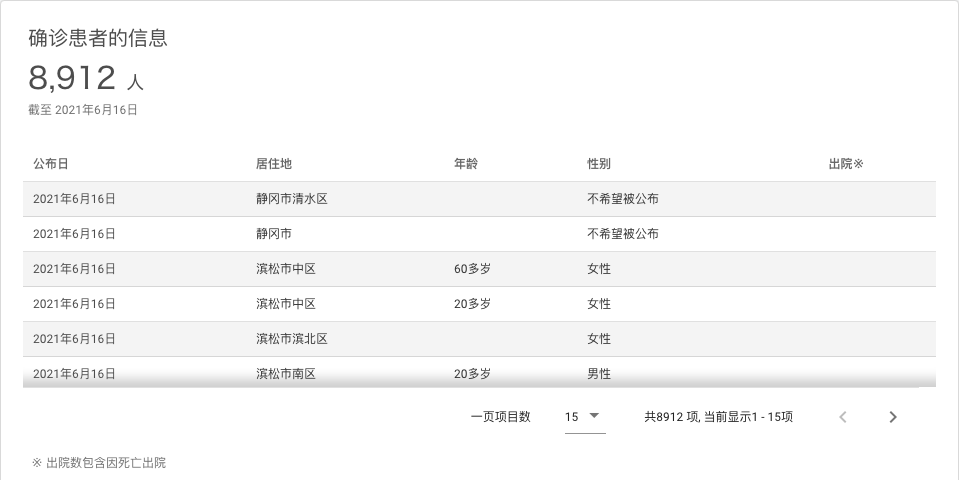 确诊患者的信息
8,912 人
截至 2021年6月16日
公布日 居住地 年龄 性别 出院※
2021年6月16日 静冈市清水区 不希望被公布
2021年6月16日 静冈市 不希望被公布
2021年6月16日 滨松市中区 60多岁 女性
2021年6月16日 滨松市中区 20多岁 女性
2021年6月16日 滨松市滨北区 女性
2021年6月16日 滨松市南区 20多岁 男性
一页项目数 15 共8912 项, 当前显示1 - 15项
※ 出院数包含因死亡出院